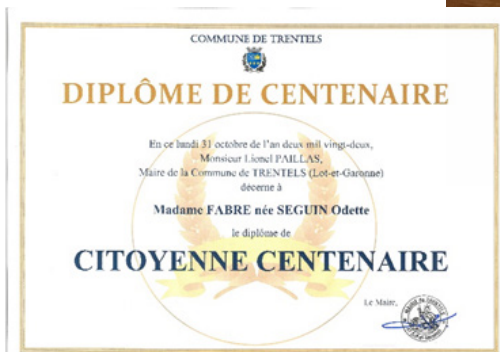 COMMUNE DE TRENTELS
DIPLÔME DE CENTENAIRE
En ce lundi 31 octobre de l'an deux mil vingt-deux,
Monsieur Lionel PAILLAS,
Maire de la Commune de TRENTELS (Lot-et-Garonne)
décerne à
Madame FABRE née SEGUIN Odette
le diplôme de
CITOYENNE CENTENAIRE
Le Maire,